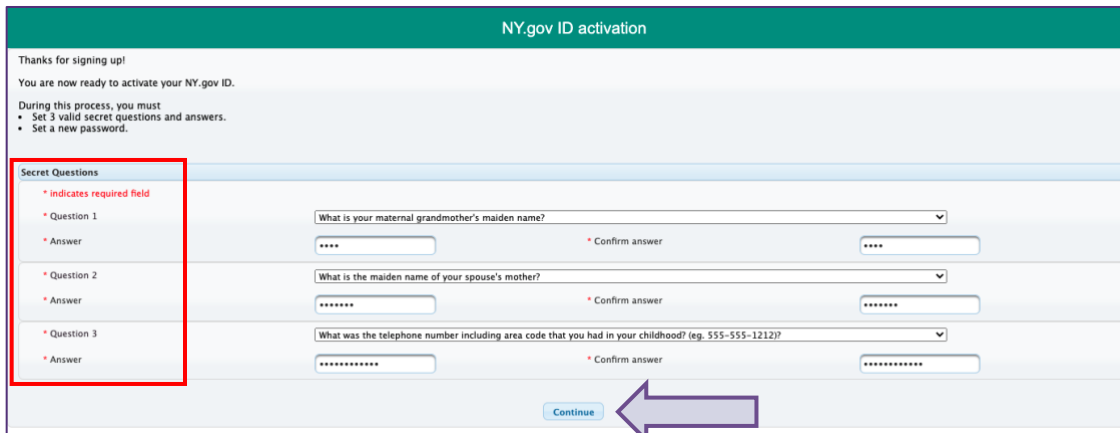 NY.gov ID activation
Thanks for signing up!
You are now ready to activate your NY.gov ID.
During this process, you must
• Set 3 valid secret questions and answers.
• Set a new password.
Secret Questions
* indicates required field
* Question 1 What is your maternal grandmother's maiden name?
* Answer •••• * Confirm answer ••••
* Question 2 What is the maiden name of your spouse's mother?
* Answer ••••••• * Confirm answer •••••••
* Question 3 What was the telephone number including area code that you had in your childhood? (eg. 555-555-1212)?
* Answer •••••••••••• * Confirm answer ••••••••••••
Continue